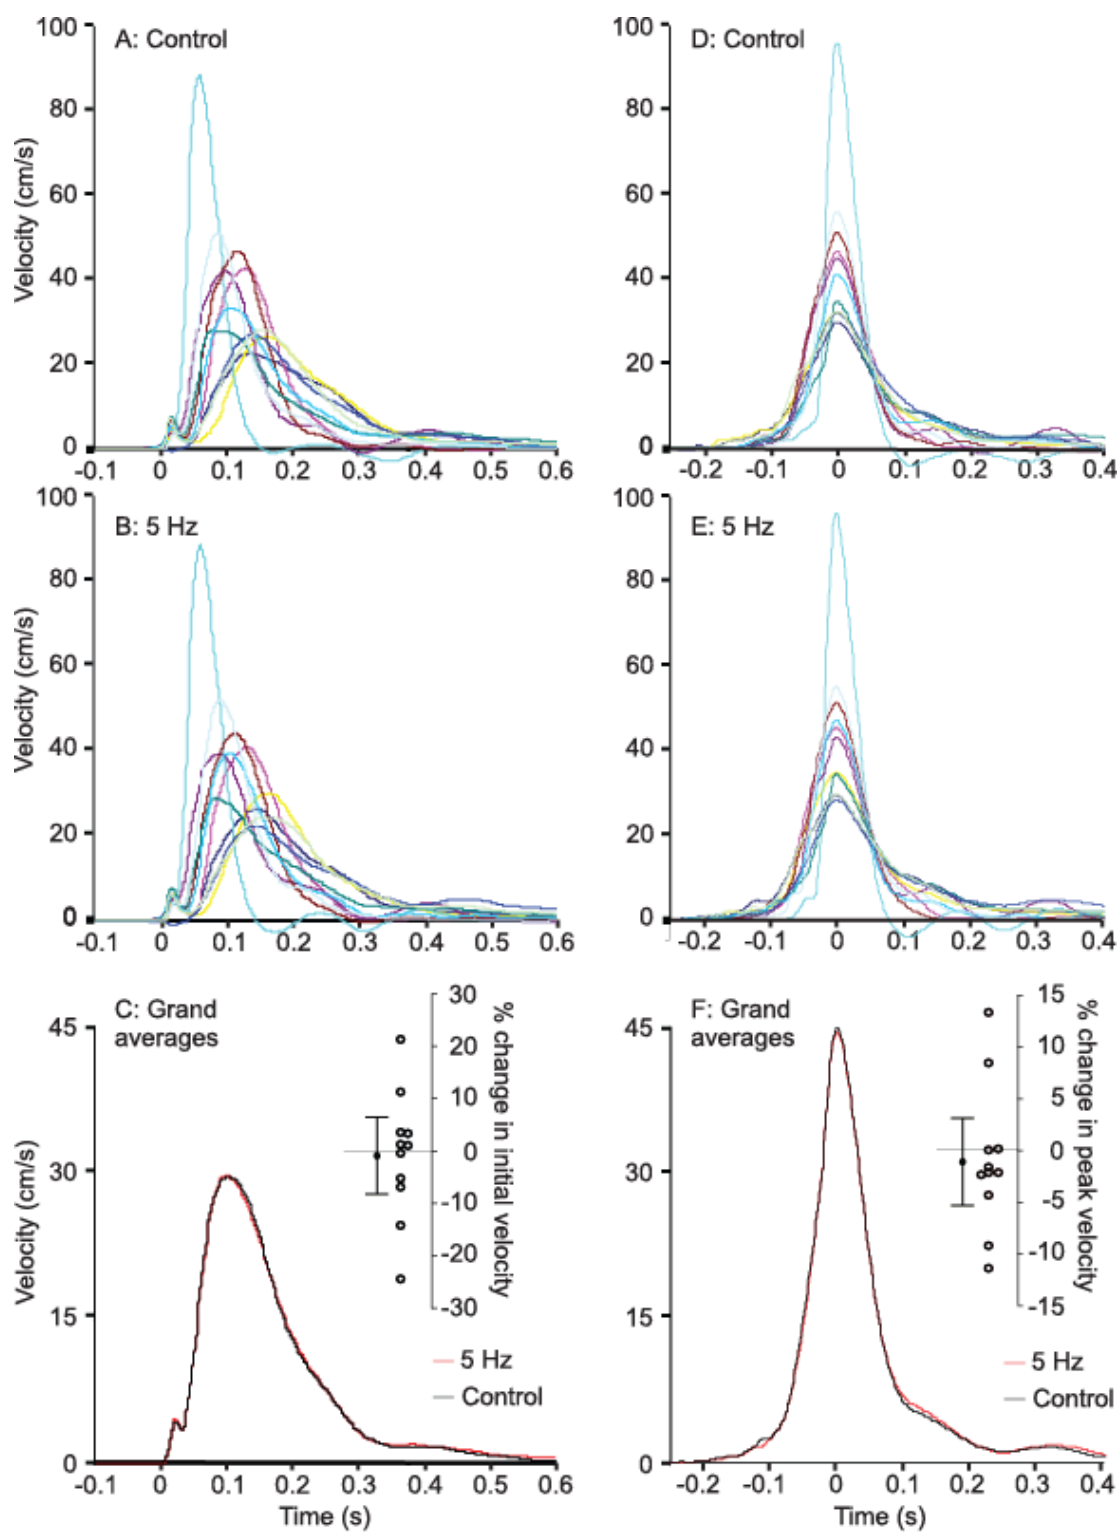 A: Control
100
80
60
40
20
0
Velocity (cm/s)
-0.1 0 0.1 0.2 0.3 0.4 0.5 0.6
D: Control
100
80
60
40
20
0
Velocity (cm/s)
-0.2 -0.1 0 0.1 0.2 0.3 0.4
B: 5 Hz
100
80
60
40
20
0
Velocity (cm/s)
-0.1 0 0.1 0.2 0.3 0.4 0.5 0.6
E: 5 Hz
100
80
60
40
20
0
-0.2 -0.1 0 0.1 0.2 0.3 0.4
C: Grand
averages
45
30
15
0
Velocity (cm/s)
30
20
10
0
-10
-20
-30
% change in initial velocity
5 Hz
Control
-0.1 0 0.1 0.2 0.3 0.4 0.5 0.6
Time (s)
F: Grand
averages
45
30
15
0
15
10
5
0
-5
-10
-15
% change in peak velocity
5 Hz
Control
-0.2 -0.1 0 0.1 0.2 0.3 0.4
Time (s)